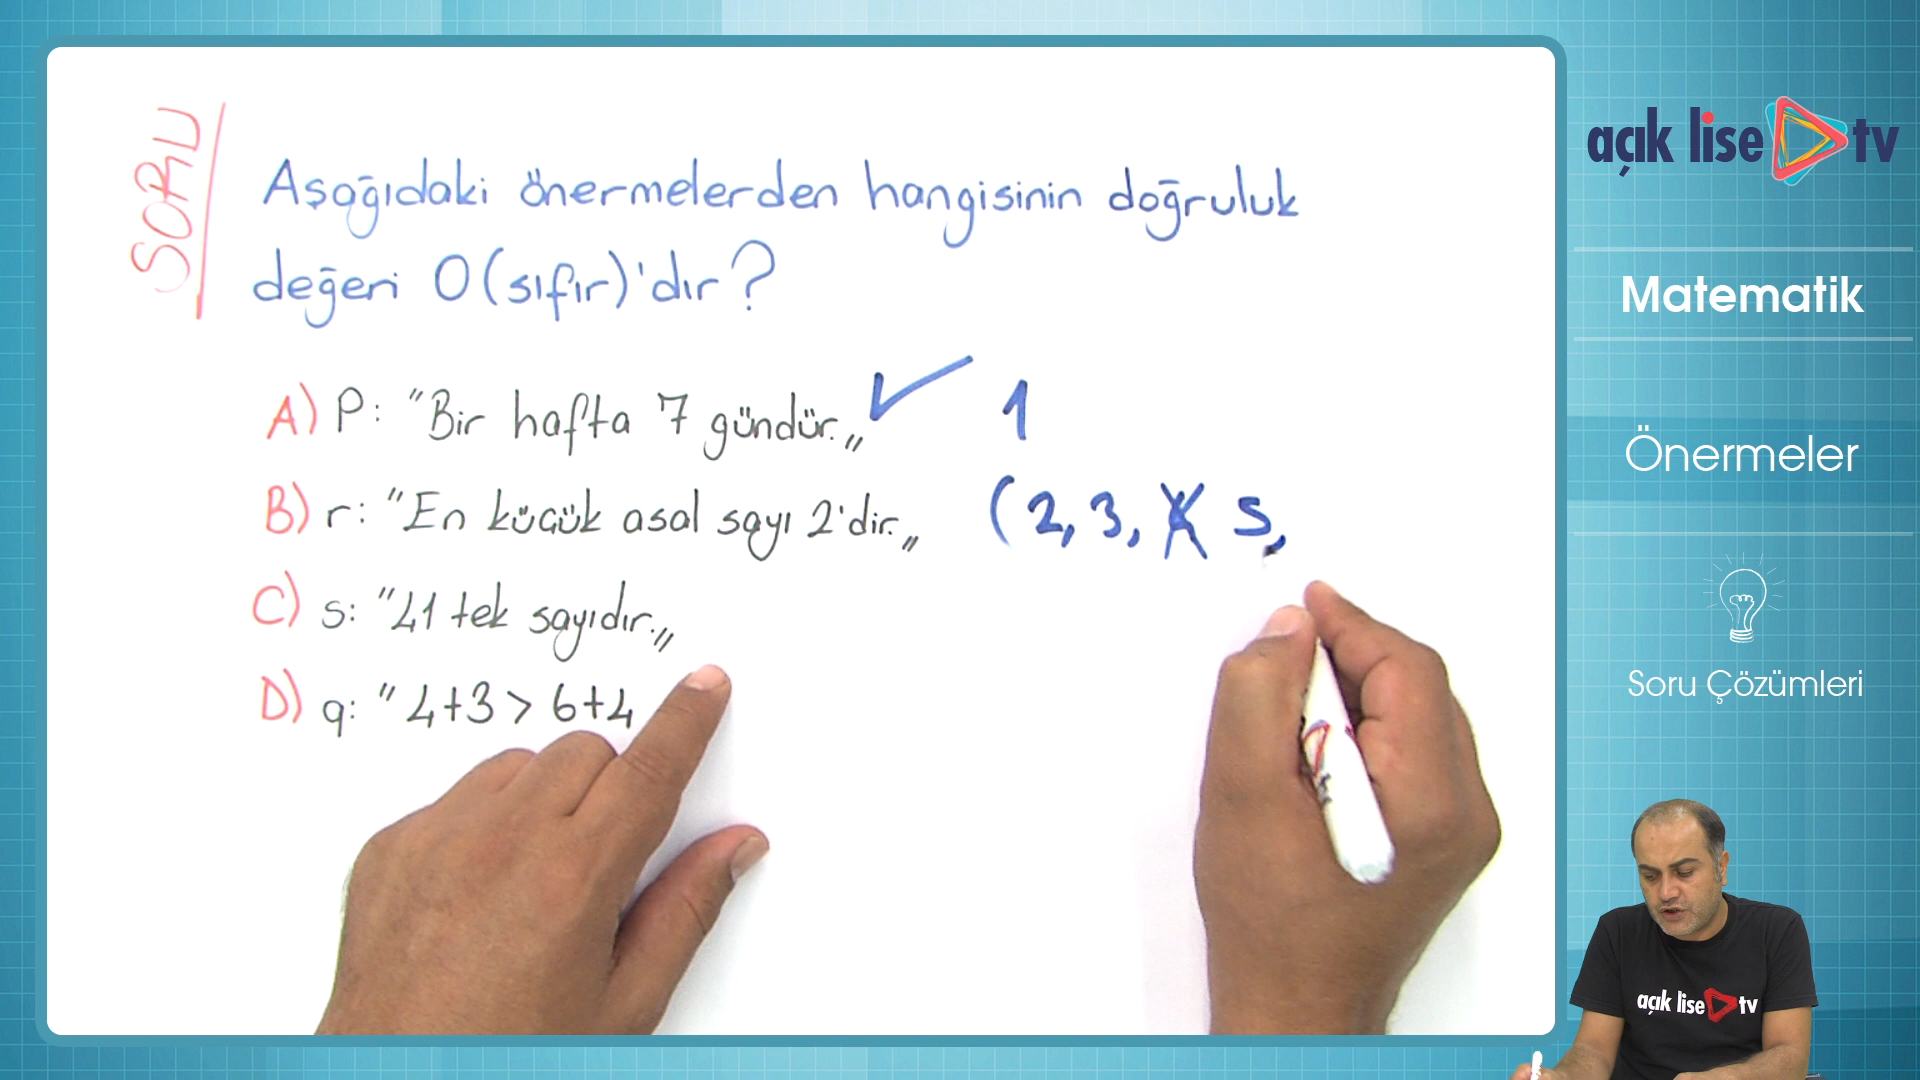 SORU
Aşağıdaki önermelerden hangisinin doğruluk
değeri 0 (sıfır)'dır?
A) P: "Bir hafta 7 gündür.„ ✓ 1
B) r: "En küçük asal sayı 2'dir.„ (2, 3, 5,
C) s: "41 tek sayıdır.„
D) q: "4+3 > 6+4
açık lise tv
Matematik
Önermeler
Soru Çözümleri
açık lise tv